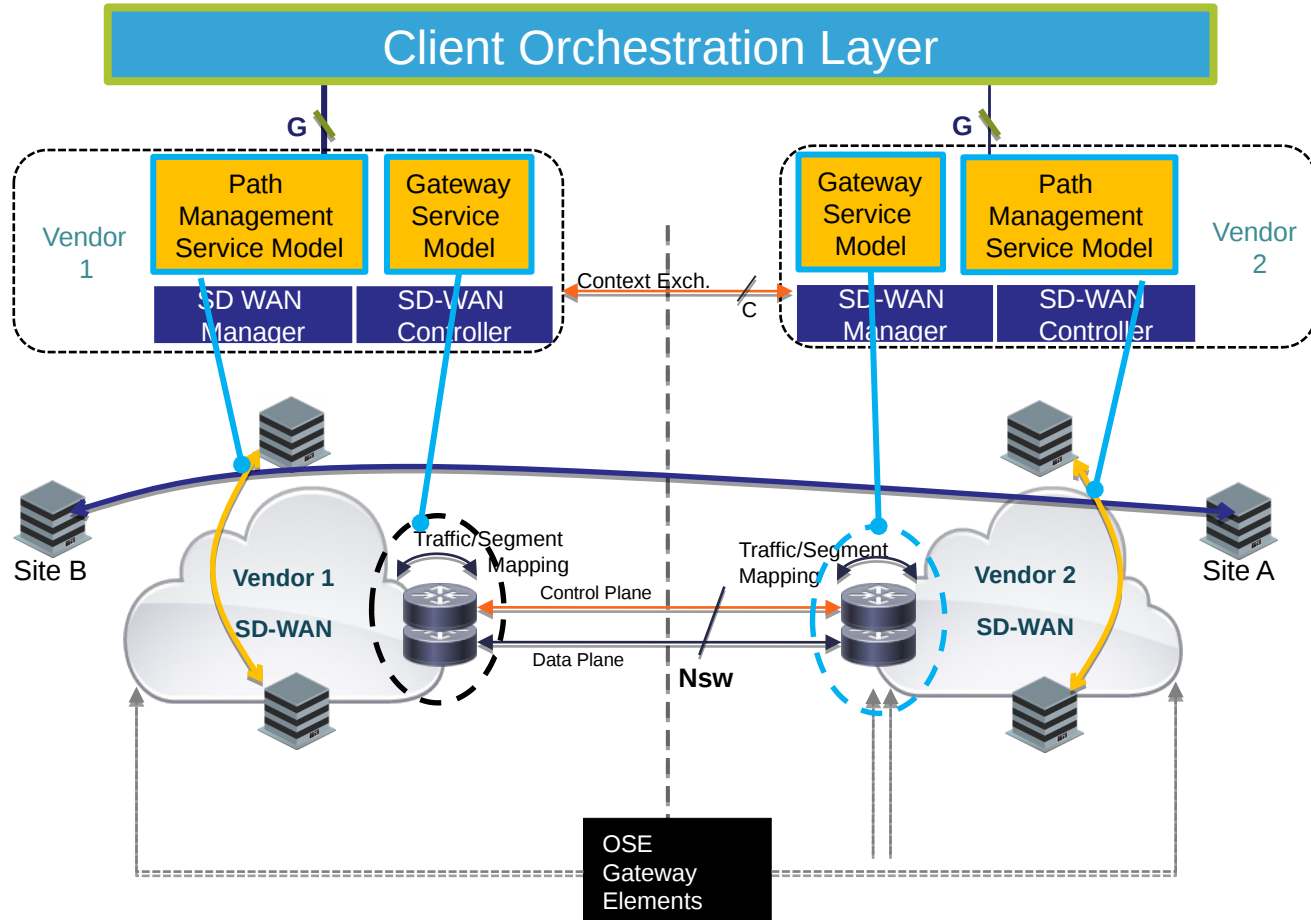 Client Orchestration Layer
G
G
Path
Management
Service Model
Gateway
Service
Model
Gateway
Service
Model
Path
Management
Service Model
Vendor
1
Vendor
2
Context Exch.
C
SD WAN
Manager
SD-WAN
Controller
SD-WAN
Manager
SD-WAN
Controller
Site B
Site A
Traffic/Segment
Mapping
Traffic/Segment
Mapping
Vendor 1
SD-WAN
Vendor 2
SD-WAN
Control Plane
Data Plane
Nsw
OSE
Gateway
Elements